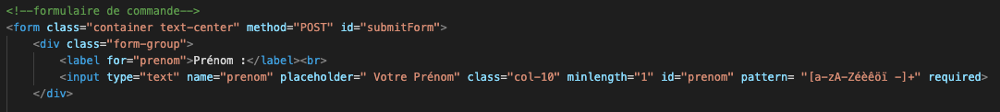 <!--formulaire de commande-->
<form class="container text-center" method="POST" id="submitForm">
<div class="form-group">
<label for="prenom">Prénom :</label><br>
<input type="text" name="prenom" placeholder=" Votre Prénom" class="col-10" minlength="1" id="prenom" pattern= "[a-zA-Zéèêöï -]+" required>
</div>